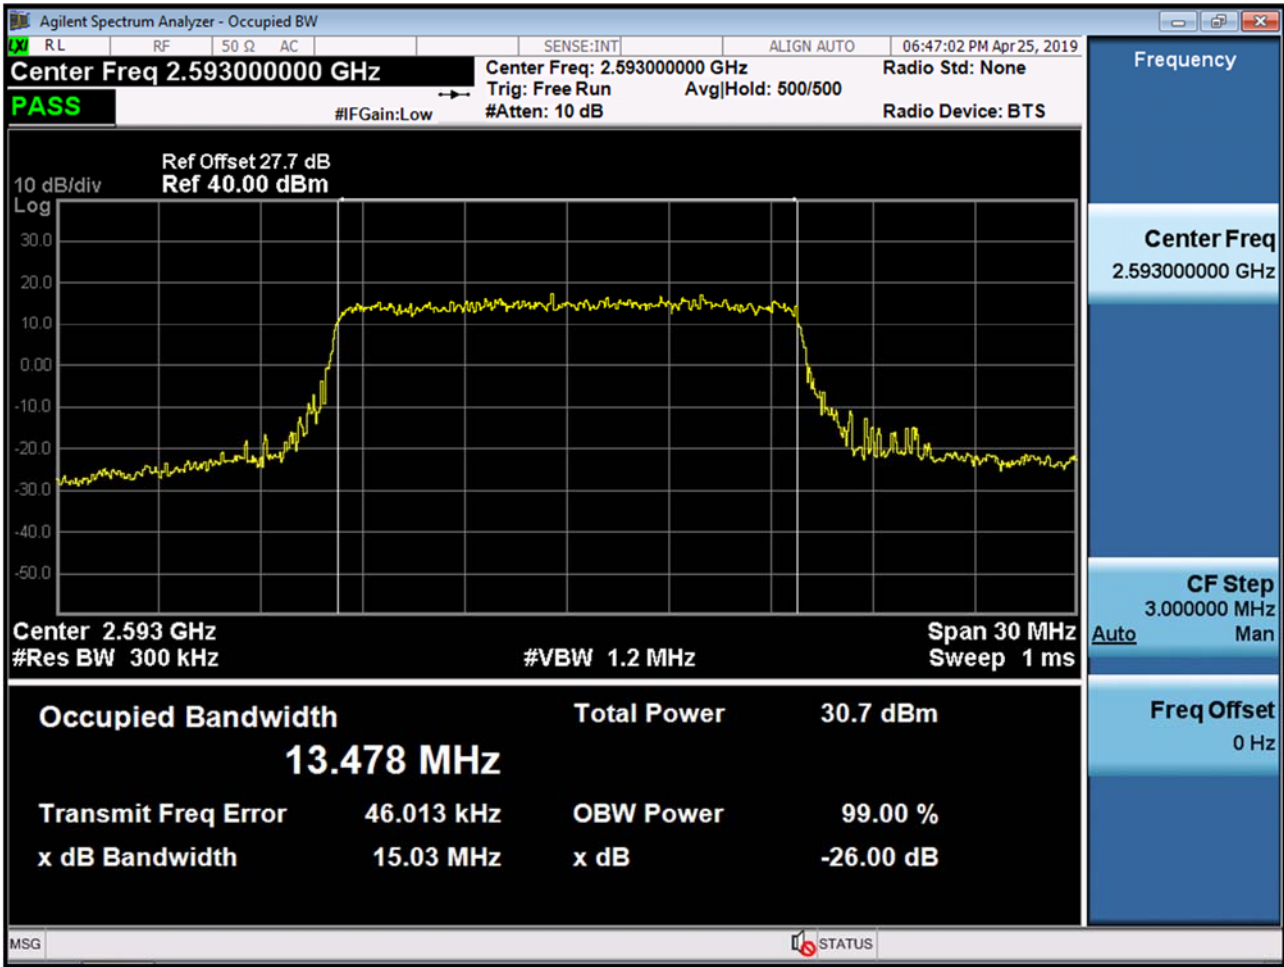 Agilent Spectrum Analyzer - Occupied BW
LXI RL RF 50 Ω AC SENSE:INT ALIGN AUTO 06:47:02 PM Apr 25, 2019
Center Freq 2.593000000 GHz
Center Freq: 2.593000000 GHz Radio Std: None
Trig: Free Run Avg|Hold: 500/500
PASS
#IFGain:Low #Atten: 10 dB Radio Device: BTS
Ref Offset 27.7 dB
10 dB/div Ref 40.00 dBm
Log
30.0
20.0
10.0
0.00
-10.0
-20.0
-30.0
-40.0
-50.0
Center 2.593 GHz Span 30 MHz
#Res BW 300 kHz #VBW 1.2 MHz Sweep 1 ms
Occupied Bandwidth Total Power 30.7 dBm
13.478 MHz
Transmit Freq Error 46.013 kHz OBW Power 99.00 %
x dB Bandwidth 15.03 MHz x dB -26.00 dB
MSG STATUS
Frequency
Center Freq
2.593000000 GHz
CF Step
3.000000 MHz
Auto Man
Freq Offset
0 Hz